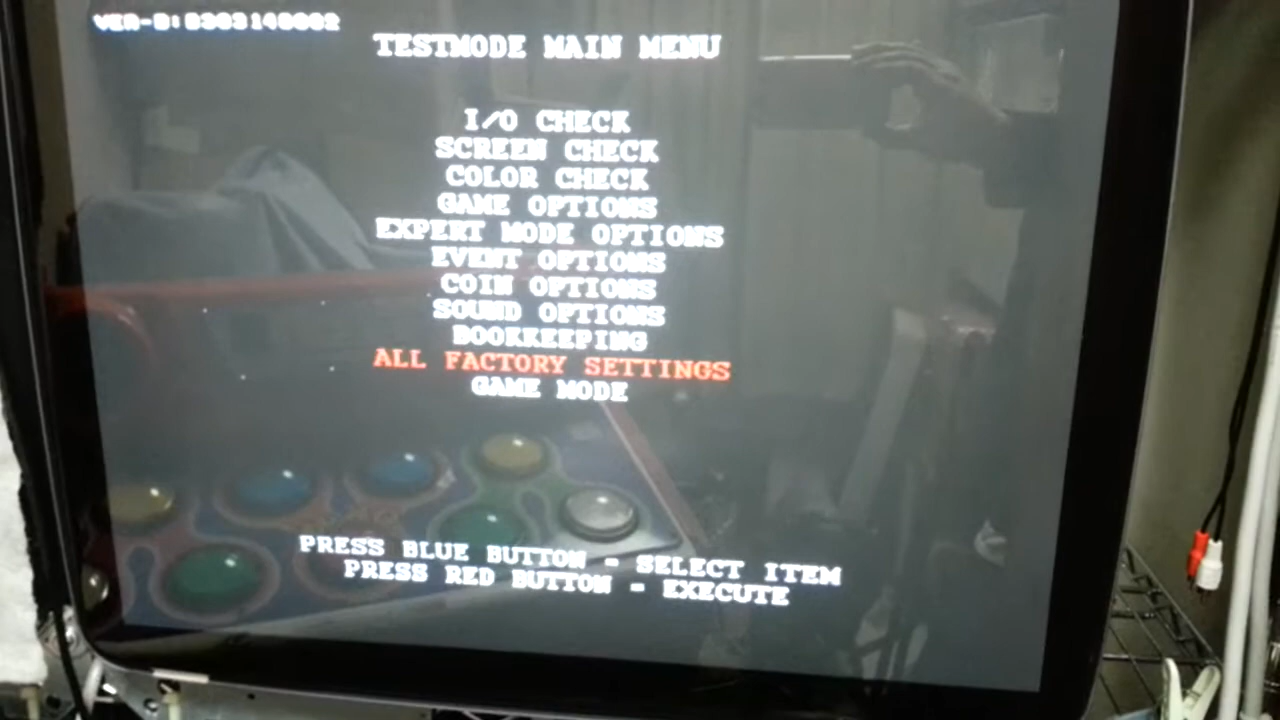 TESTMODE MAIN MENU
I/O CHECK
SCREEN CHECK
COLOR CHECK
GAME OPTIONS
EXPERT MODE OPTIONS
EVENT OPTIONS
COIN OPTIONS
SOUND OPTIONS
BOOKKEEPING
ALL FACTORY SETTINGS
GAME MODE
PRESS BLUE BUTTON - SELECT ITEM
PRESS RED BUTTON - EXECUTE